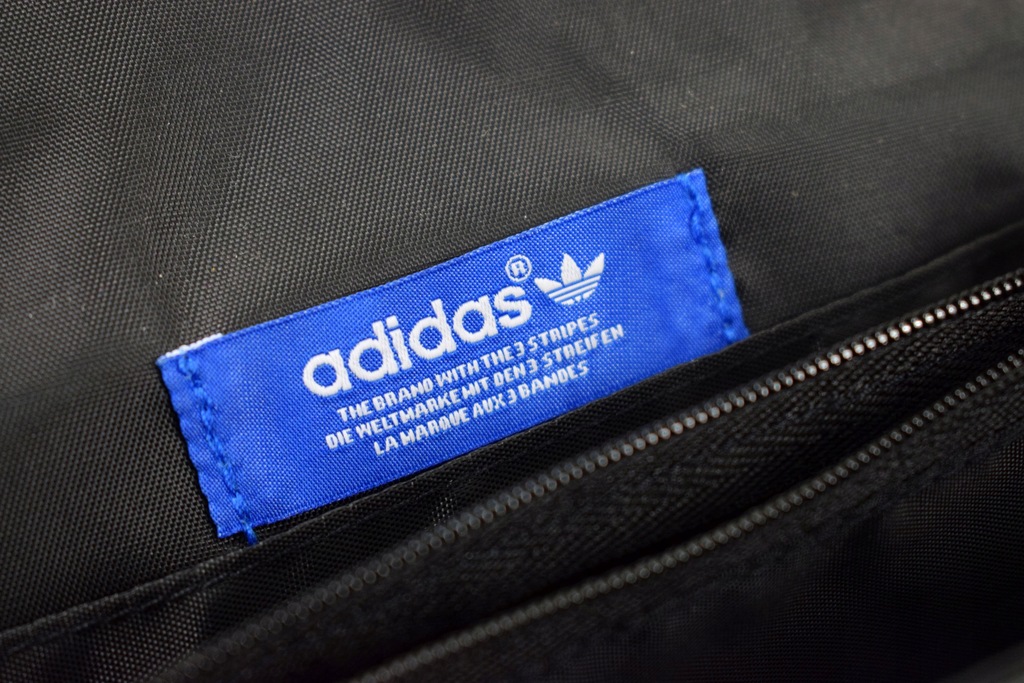 adidas®
THE BRAND WITH THE 3 STRIPES
DIE WELTMARKE MIT DEN 3 STREIFEN
LA MARQUE AUX 3 BANDES